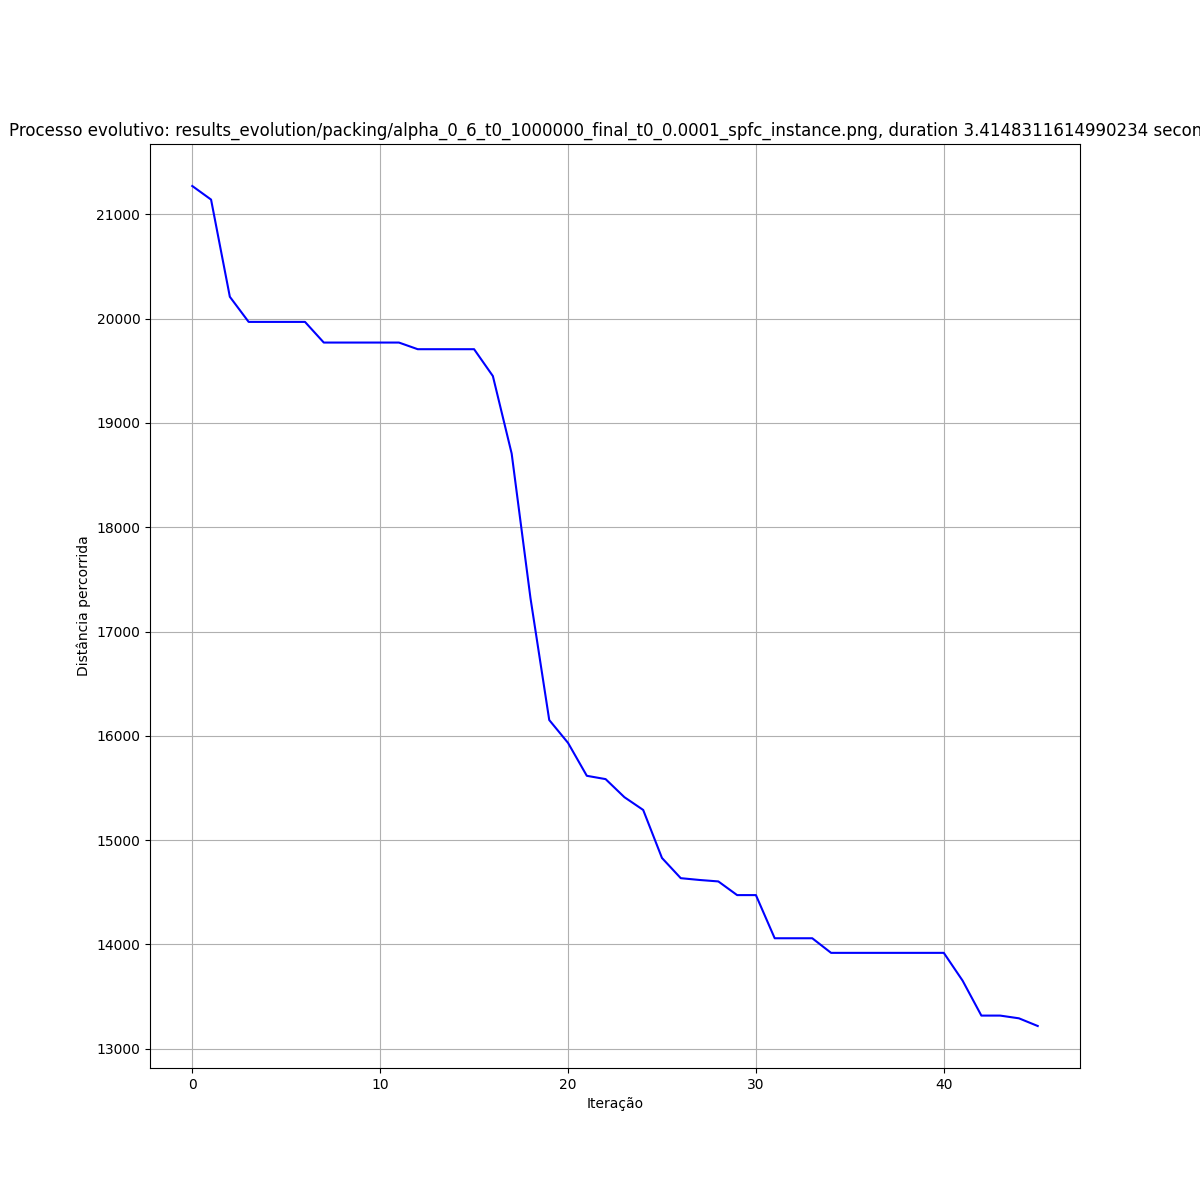 Processo evolutivo: results_evolution/packing/alpha_0_6_t0_1000000_final_t0_0.0001_spfc_instance.png, duration 3.4148311614990234 secon
21000
20000
19000
18000
17000
16000
15000
14000
13000
Distância percorrida
0 10 20 30 40
Iteração